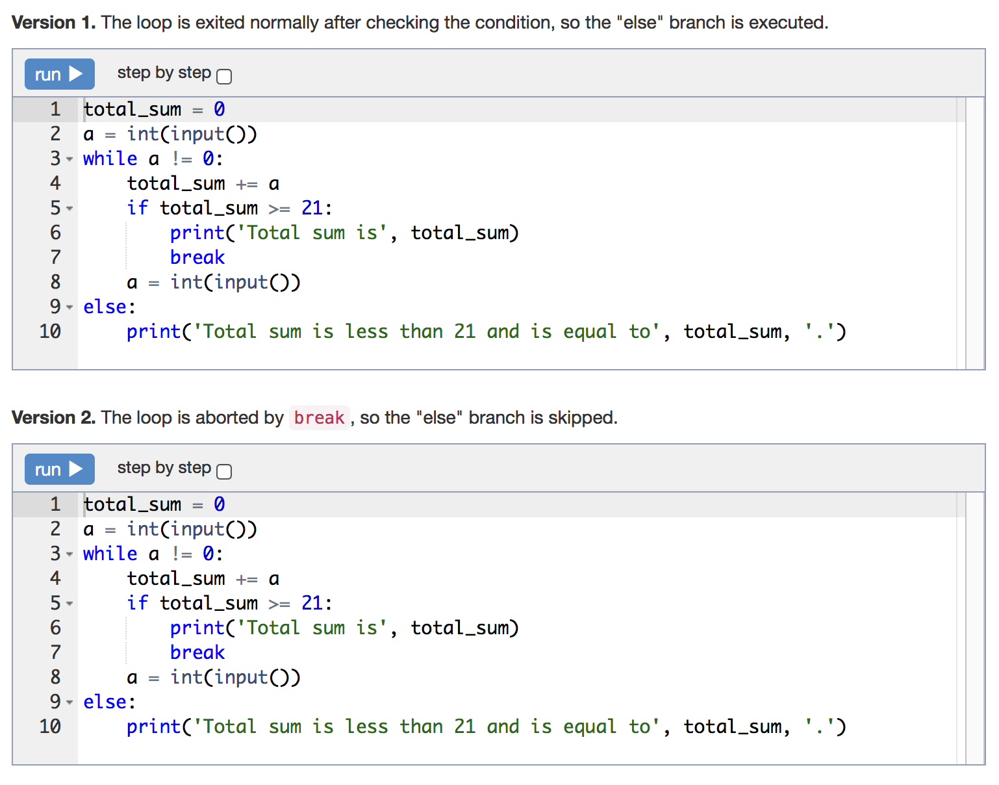 Version 1. The loop is exited normally after checking the condition, so the "else" branch is executed.
run step by step
1 total_sum = 0
2 a = int(input())
3 while a != 0:
4     total_sum += a
5     if total_sum >= 21:
6         print('Total sum is', total_sum)
7         break
8     a = int(input())
9 else:
10     print('Total sum is less than 21 and is equal to', total_sum, '.')
Version 2. The loop is aborted by break, so the "else" branch is skipped.
run step by step
1 total_sum = 0
2 a = int(input())
3 while a != 0:
4     total_sum += a
5     if total_sum >= 21:
6         print('Total sum is', total_sum)
7         break
8     a = int(input())
9 else:
10     print('Total sum is less than 21 and is equal to', total_sum, '.')